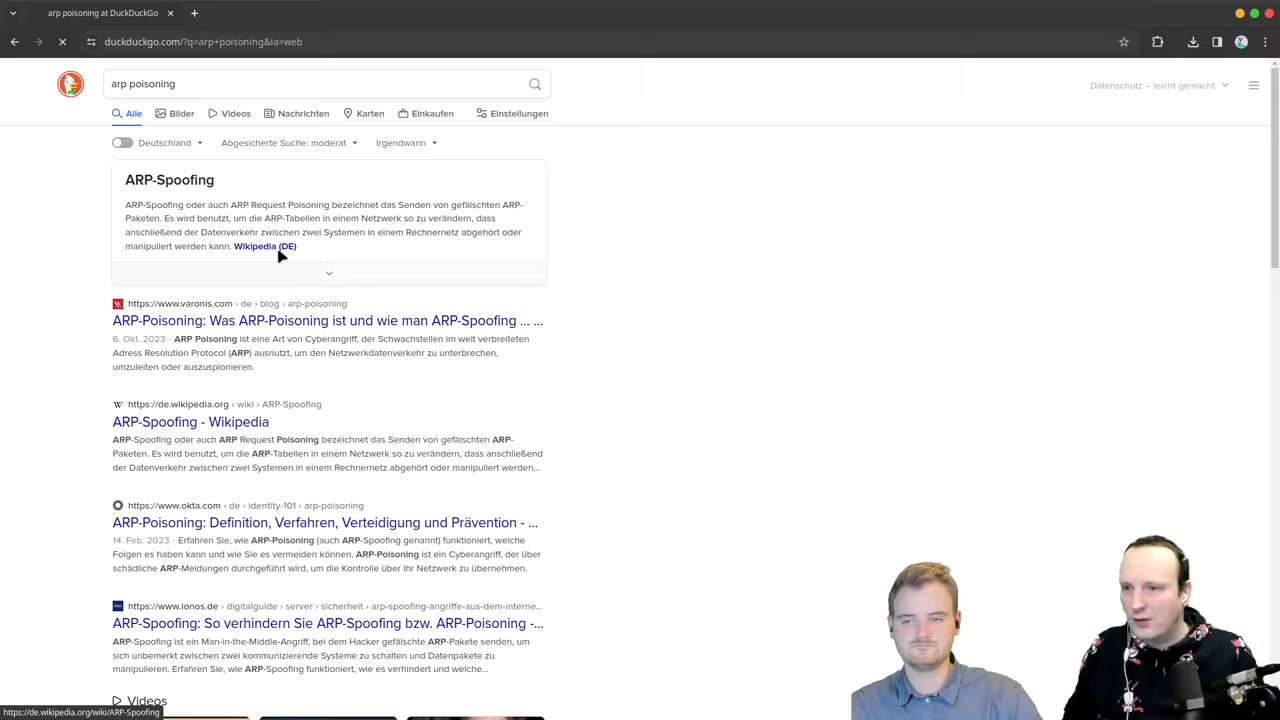 arp poisoning at DuckDuckGo
duckduckgo.com/?q=arp+poisoning&ia=web
arp poisoning
Datenschutz – leicht gemacht.
Alle Bilder Videos Nachrichten Karten Einkaufen Einstellungen
Deutschland Abgesicherte Suche: moderat Irgendwann
ARP-Spoofing
ARP-Spoofing oder auch ARP Request Poisoning bezeichnet das Senden von gefälschten ARP-
Paketen. Es wird benutzt, um die ARP-Tabellen in einem Netzwerk so zu verändern, dass
anschließend der Datenverkehr zwischen zwei Systemen in einem Rechnernetz abgehört oder
manipuliert werden kann. Wikipedia (DE)
https://www.varonis.com › de › blog › arp-poisoning
ARP-Poisoning: Was ARP-Poisoning ist und wie man ARP-Spoofing ... ...
6. Okt. 2023 · ARP Poisoning ist eine Art von Cyberangriff, der Schwachstellen im weit verbreiteten
Adress Resolution Protocol (ARP) ausnutzt, um den Netzwerkdatenverkehr zu unterbrechen,
umzuleiten oder auszuspionieren.
https://de.wikipedia.org › wiki › ARP-Spoofing
ARP-Spoofing - Wikipedia
ARP-Spoofing oder auch ARP Request Poisoning bezeichnet das Senden von gefälschten ARP-
Paketen. Es wird benutzt, um die ARP-Tabellen in einem Netzwerk so zu verändern, dass anschließend
der Datenverkehr zwischen zwei Systemen in einem Rechnernetz abgehört oder manipuliert werden...
https://www.okta.com › de › identity-101 › arp-poisoning
ARP-Poisoning: Definition, Verfahren, Verteidigung und Prävention - ...
14. Feb. 2023 · Erfahren Sie, wie ARP-Poisoning (auch ARP-Spoofing genannt) funktioniert, welche
Folgen es haben kann und wie Sie es vermeiden können. ARP-Poisoning ist ein Cyberangriff, der über
schädliche ARP-Meldungen durchgeführt wird, um die Kontrolle über Ihr Netzwerk zu übernehmen.
https://www.ionos.de › digitalguide › server › sicherheit › arp-spoofing-angriffe-aus-dem-interne...
ARP-Spoofing: So verhindern Sie ARP-Spoofing bzw. ARP-Poisoning -...
ARP-Spoofing ist ein Man-in-the-Middle-Angriff, bei dem Hacker gefälschte ARP-Pakete senden, um
sich unbemerkt zwischen zwei kommunizierende Systeme zu schalten und Datenpakete zu
manipulieren. Erfahren Sie, wie ARP-Spoofing funktioniert, wie es verhindert und welche...
Videos
https://de.wikipedia.org/wiki/ARP-Spoofing